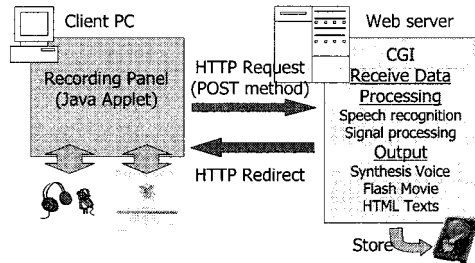 Client PC
Web server
Recording Panel
(Java Applet)
HTTP Request
(POST method)
HTTP Redirect
CGI
Receive Data
Processing
Speech recognition
Signal processing
Output
Synthesis Voice
Flash Movie
HTML Texts
Store